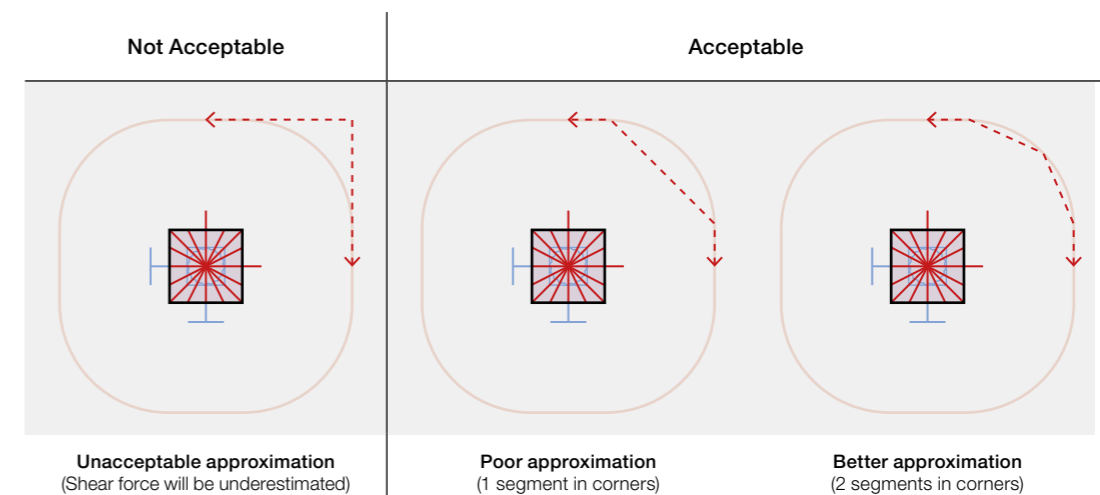 Not Acceptable
Acceptable
Unacceptable approximation
(Shear force will be underestimated)
Poor approximation
(1 segment in corners)
Better approximation
(2 segments in corners)